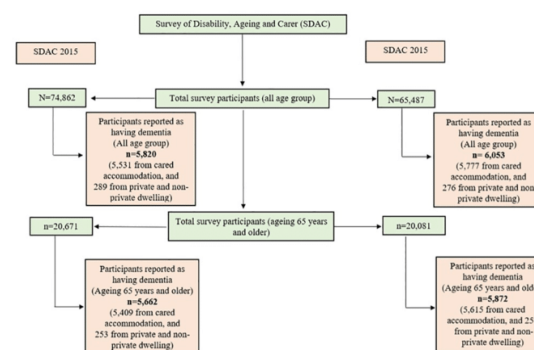 Survey of Disability, Ageing and Carer (SDAC)
SDAC 2015
SDAC 2015
N=74,862
Total survey participants (all age group)
N=65,487
Participants reported as
having dementia
(All age group)
n=5,820
(5,531 from cared
accommodation, and
289 from private and non-
private dwelling)
Participants reported as
having dementia
(All age group)
n= 6,053
(5,777 from cared
accommodation, and
276 from private and non
private dwelling)
n=20,671
Total survey participants (ageing 65 years
and older)
n=20,081
Participants reported as
having dementia
(Ageing 65 years and older)
n=5,662
(5,409 from cared
accommodation, and
253 from private and non-
private dwelling)
Participants reported as
having dementia
(Ageing 65 years and olde
n=5,872
(5,615 from cared
accommodation, and 25
from private and non-
private dwelling)